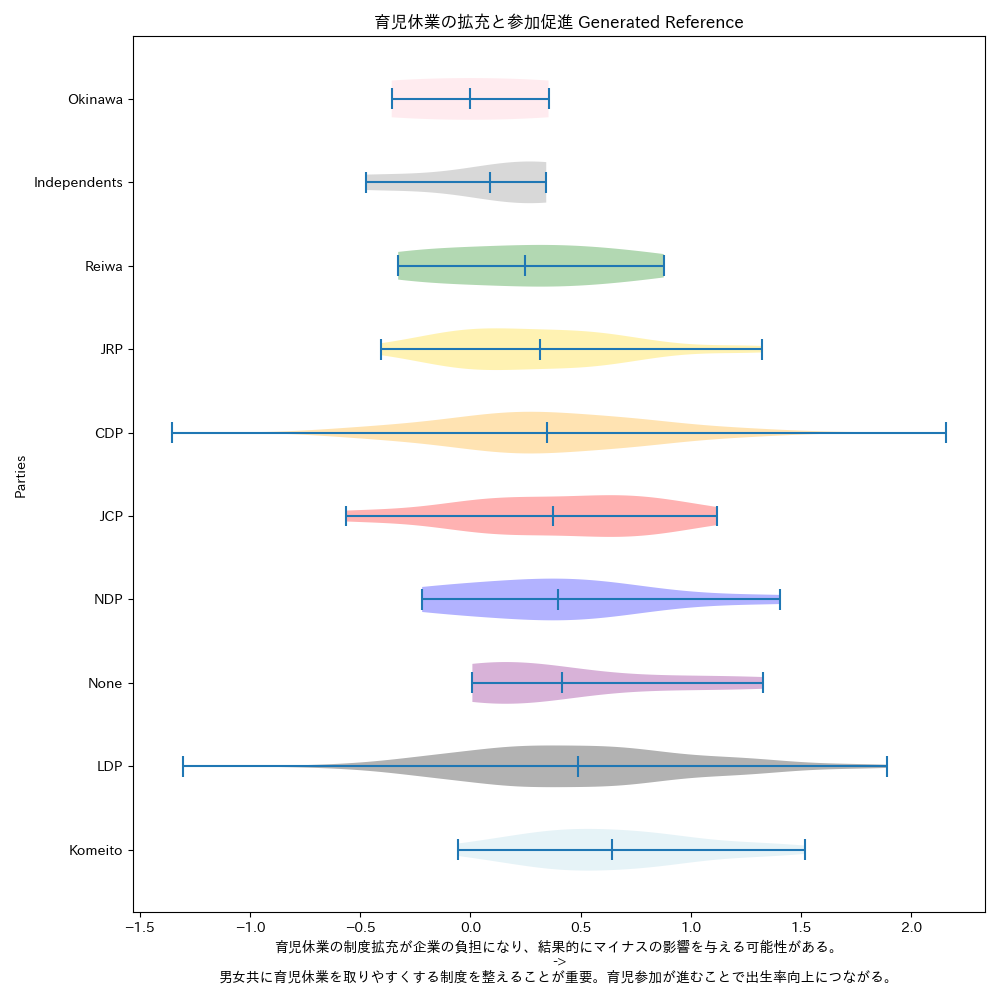 育児休業の拡充と参加促進 Generated Reference
Okinawa
Independents
Reiwa
JRP
CDP
JCP
NDP
None
LDP
Komeito
Parties
−1.5 −1.0 −0.5 0.0 0.5 1.0 1.5 2.0
育児休業の制度拡充が企業の負担になり、結果的にマイナスの影響を与える可能性がある。
->
男女共に育児休業を取りやすくする制度を整えることが重要。育児参加が進むことで出生率向上につながる。